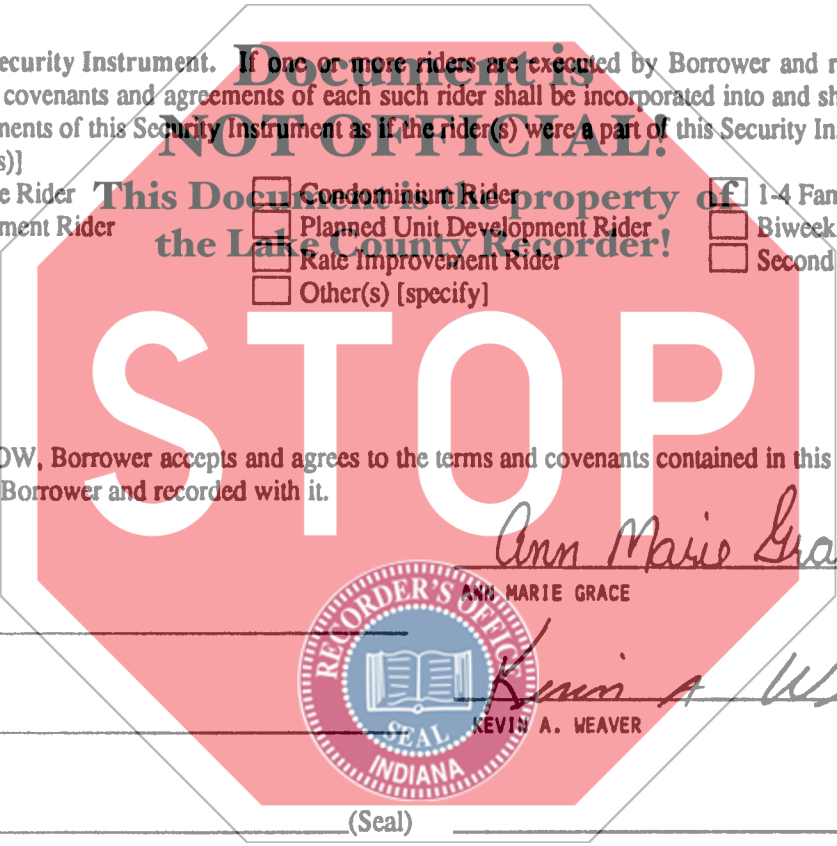 ecurity Instrument. If one or more riders are executed by Borrower and r
covenants and agreements of each such rider shall be incorporated into and sh
ments of this Security Instrument as if the rider(s) were a part of this Security In
s)]
e Rider
Condominium Rider
1-4 Fam
ment Rider
Planned Unit Development Rider
Biweek
Rate Improvement Rider
Second
Other(s) [specify]
Document is
NOT OFFICIAL!
This Document is the property of
the Lake County Recorder!
STOP
OW, Borrower accepts and agrees to the terms and covenants contained in this
Borrower and recorded with it.
Ann Marie Gra
ANN MARIE GRACE
Kevin A We
KEVIN A. WEAVER
RECORDER'S OFFICE
SEAL
INDIANA
(Seal)